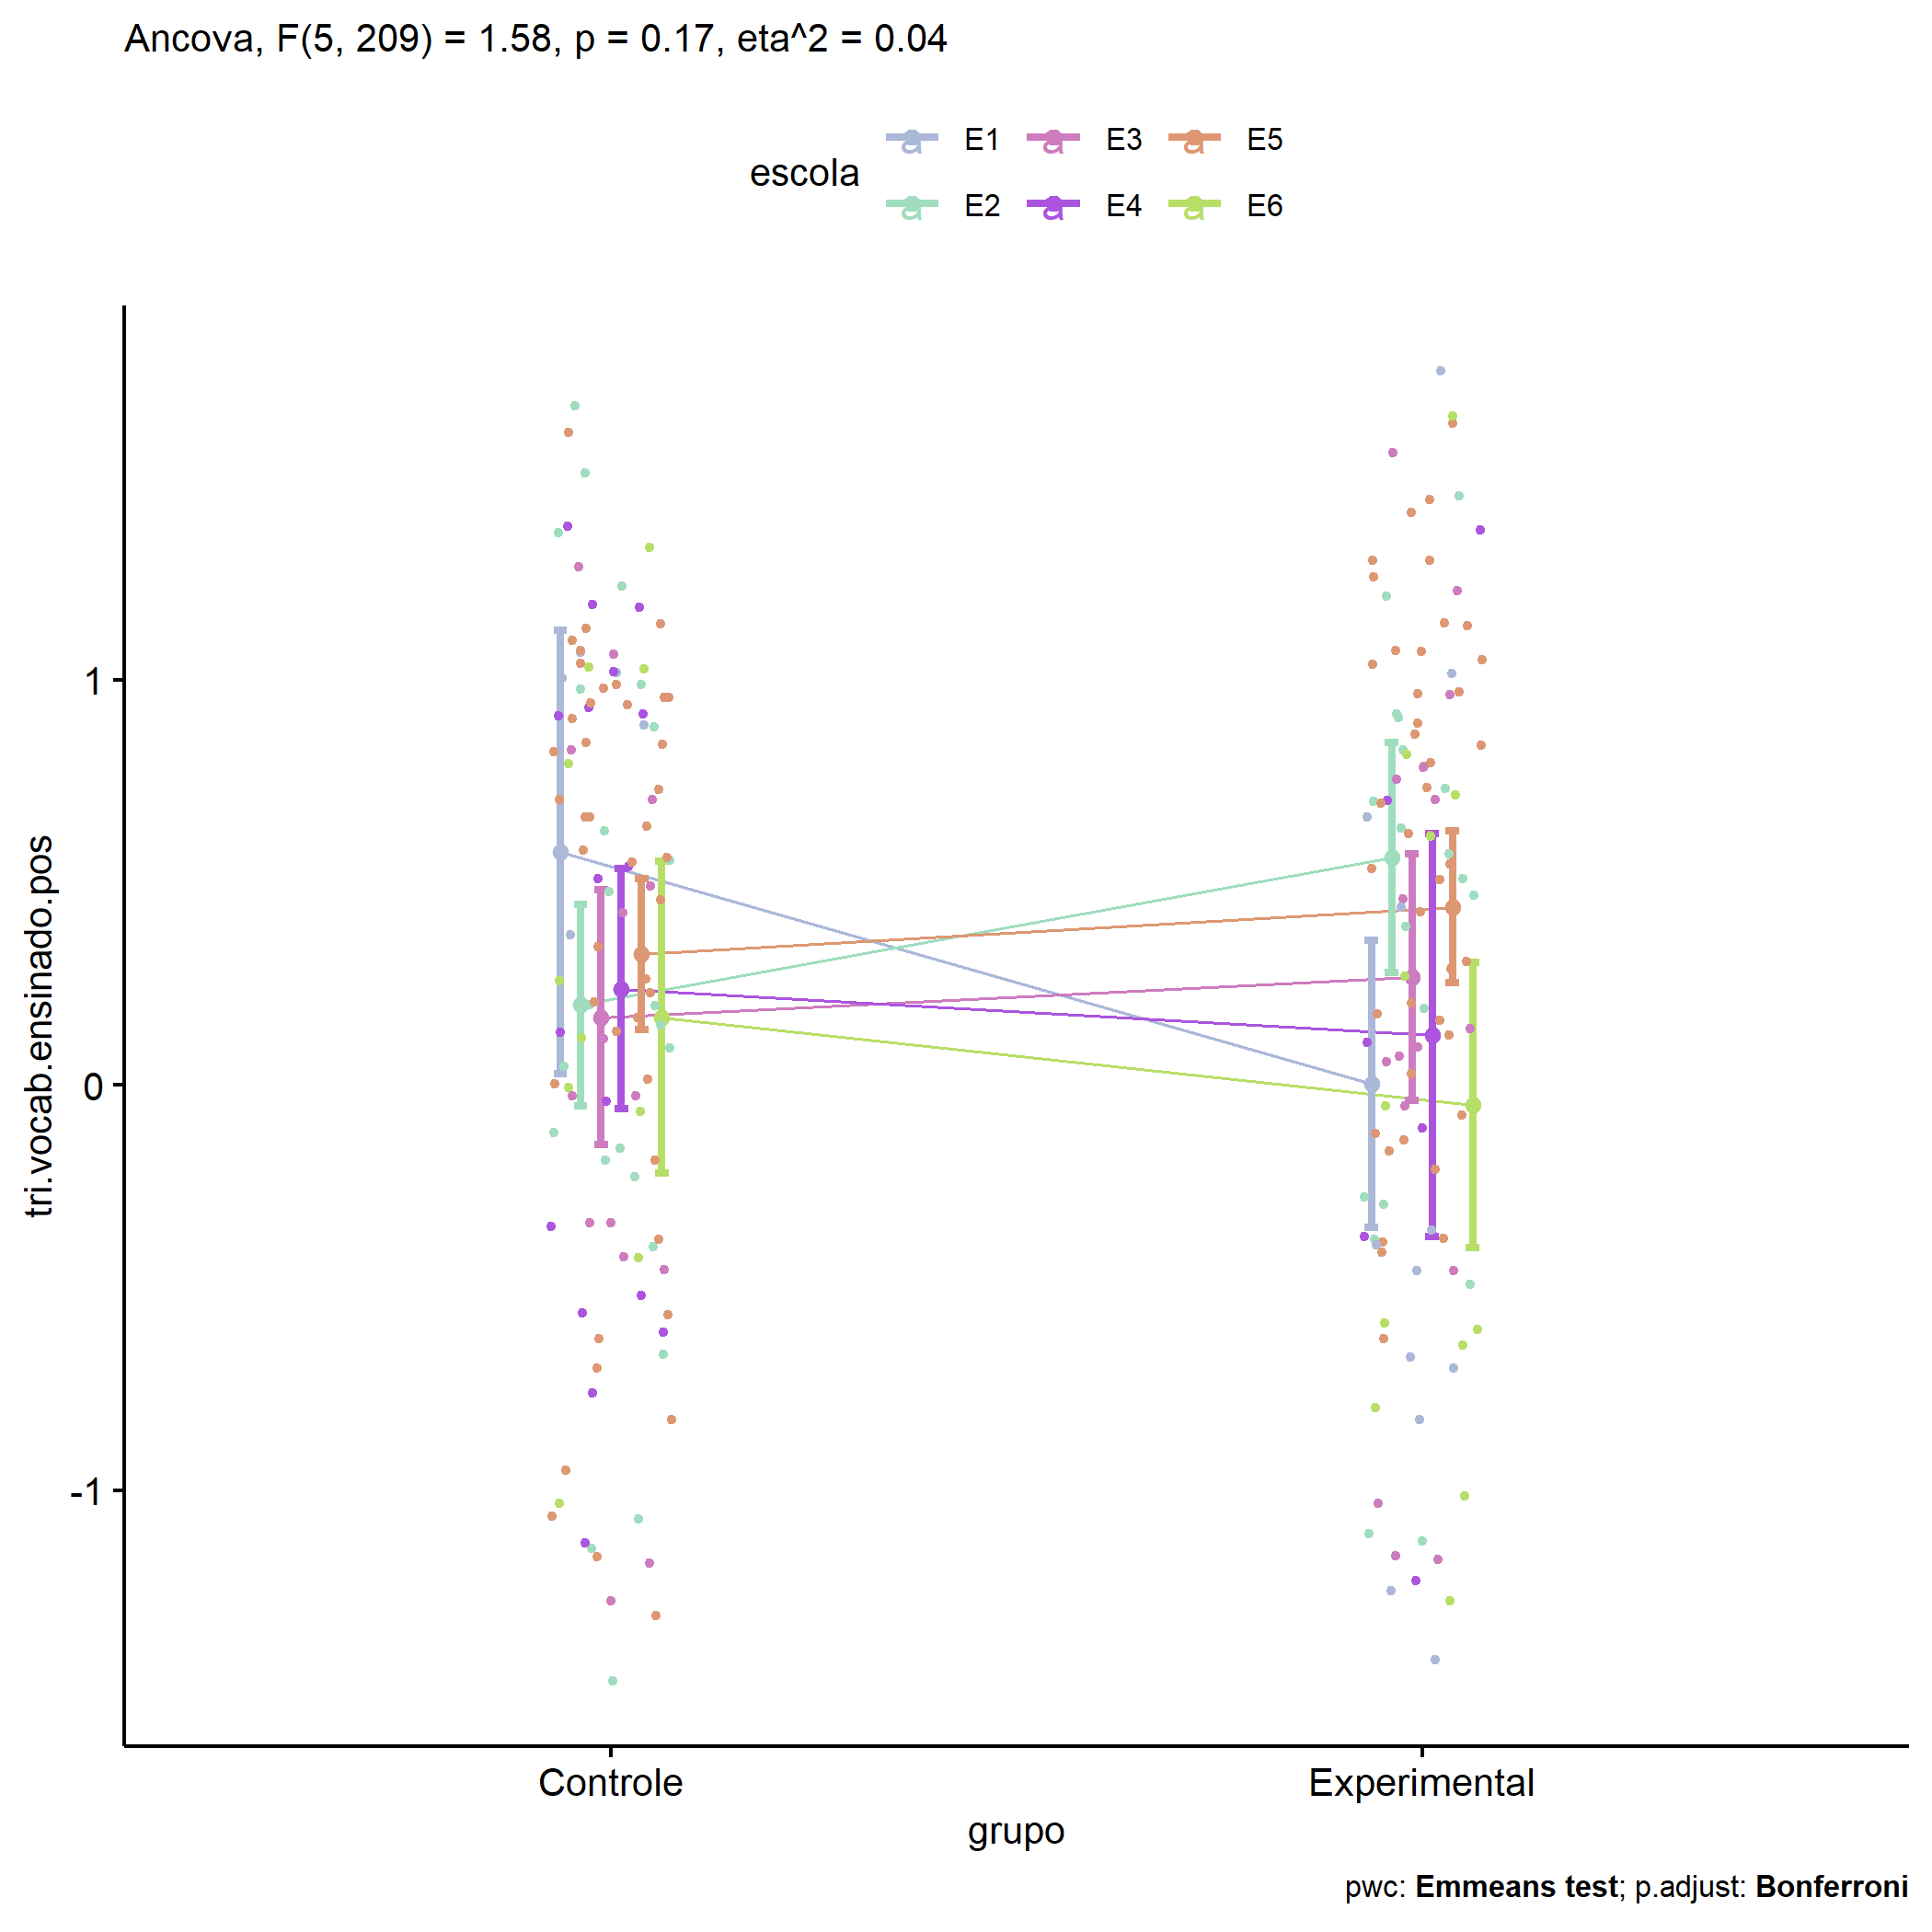 Ancova, F(5, 209) = 1.58, p = 0.17, eta^2 = 0.04
escola
a E1 a E3 a E5
a E2 a E4 a E6
tri.vocab.ensinado.pos
1
0
-1
Controle Experimental
grupo
pwc: Emmeans test; p.adjust: Bonferroni